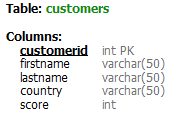 Table: customers
Columns:
customerid int PK
firstname varchar(50)
lastname varchar(50)
country varchar(50)
score int